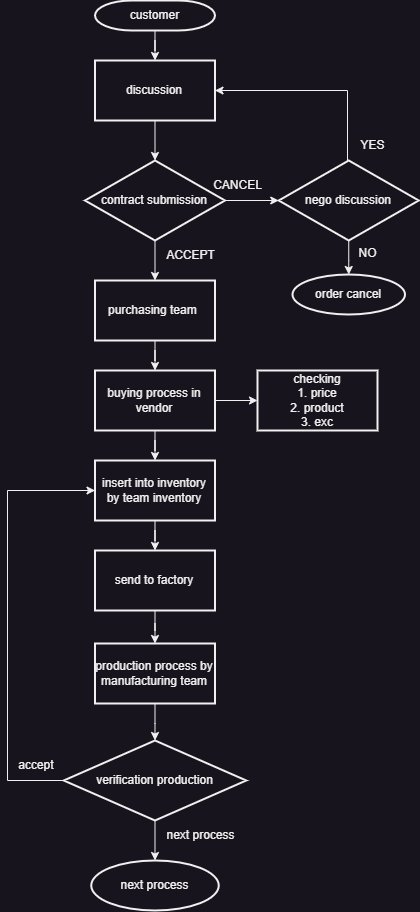 customer
discussion
YES
contract submission
CANCEL
nego discussion
ACCEPT
NO
order cancel
purchasing team
buying process in
vendor
checking
1. price
2. product
3. exc
insert into inventory
by team inventory
send to factory
production process by
manufacturing team
accept
verification production
next process
next process